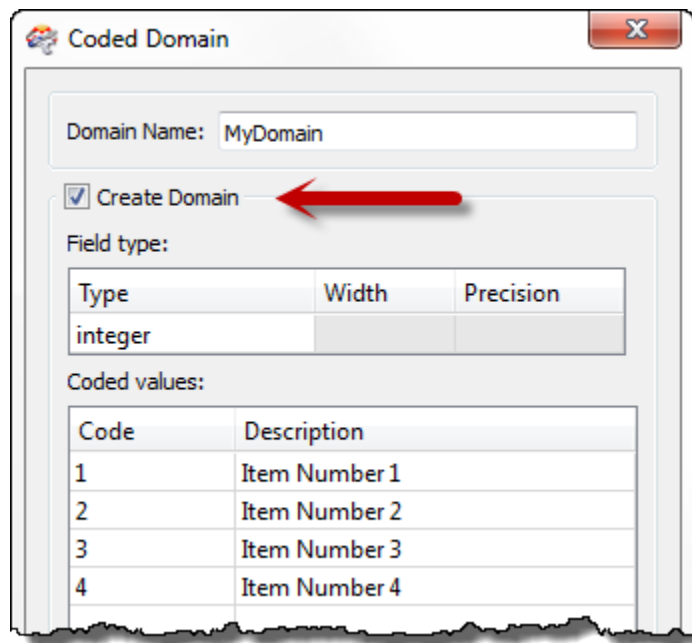 Coded Domain
Domain Name: MyDomain
Create Domain
Field type:
Type Width Precision
integer
Coded values:
Code Description
1 Item Number 1
2 Item Number 2
3 Item Number 3
4 Item Number 4